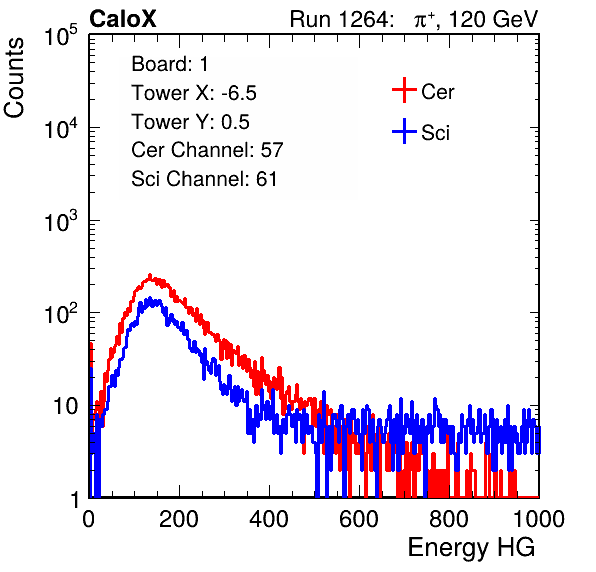 CaloX Run 1264: π⁺, 120 GeV
Counts
Board: 1
Tower X: -6.5
Tower Y: 0.5
Cer Channel: 57
Sci Channel: 61
Cer
Sci
10⁵
10⁴
10³
10²
10
1
0 200 400 600 800 1000
Energy HG